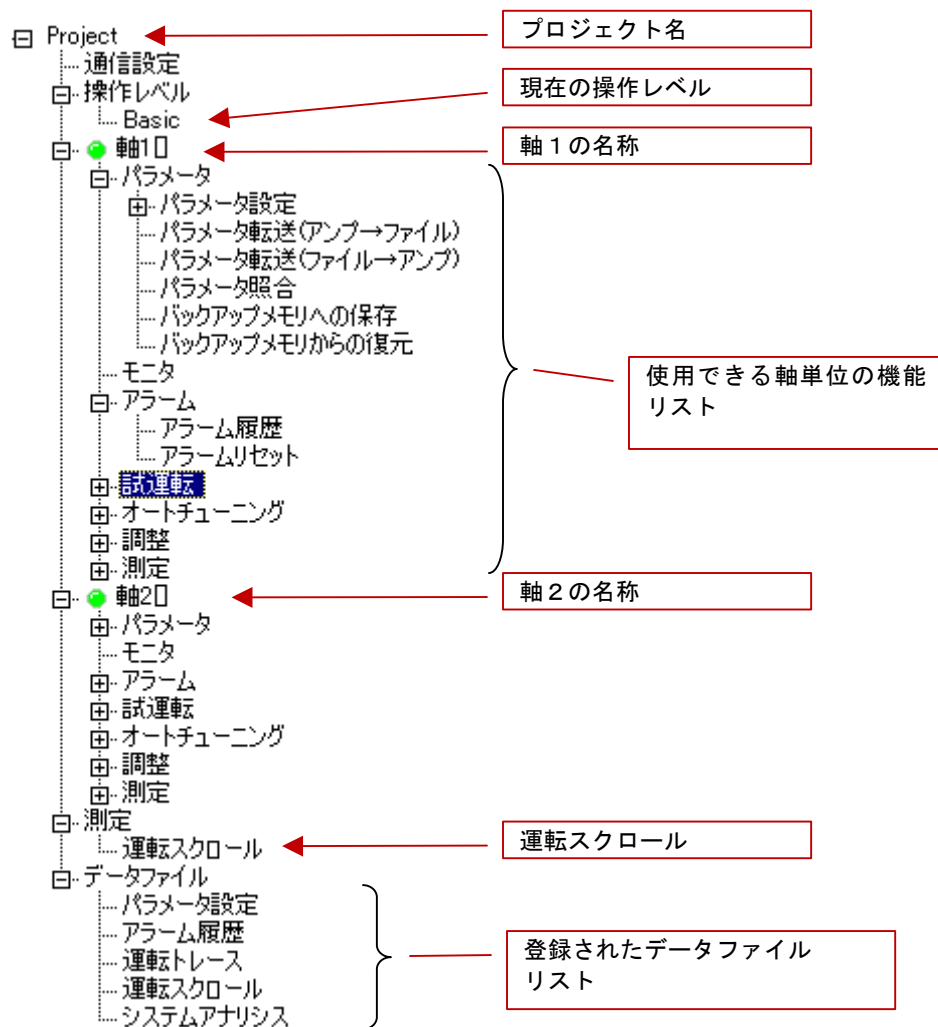 Project
プロジェクト名
通信設定
操作レベル
現在の操作レベル
Basic
軸1[]
軸１の名称
パラメータ
パラメータ設定
パラメータ転送(アンプ→ファイル)
パラメータ転送(ファイル→アンプ)
パラメータ照合
バックアップメモリへの保存
バックアップメモリからの復元
モニタ
使用できる軸単位の機能
リスト
アラーム
アラーム履歴
アラームリセット
試運転
オートチューニング
調整
測定
軸2[]
軸２の名称
パラメータ
モニタ
アラーム
試運転
オートチューニング
調整
測定
測定
運転スクロール
運転スクロール
データファイル
パラメータ設定
アラーム履歴
運転トレース
運転スクロール
システムアナリシス
登録されたデータファイル
リスト